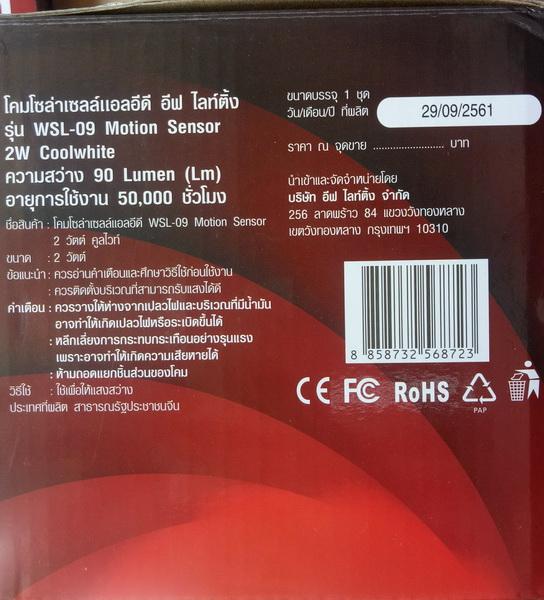 โคมโซล่าเซลล์แอลอีดี อีฟ ไลท์ติ้ง
รุ่น WSL-09 Motion Sensor
2W Coolwhite
ความสว่าง 90 Lumen (Lm)
อายุการใช้งาน 50,000 ชั่วโมง
ชื่อสินค้า : โคมโซล่าเซลล์แอลอีดี WSL-09 Motion Sensor
2 วัตต์ คูลไวท์
ขนาด : 2 วัตต์
ข้อแนะนำ : ควรอ่านคำเตือนและศึกษาวิธีใช้ก่อนใช้งาน
: ควรติดตั้งบริเวณที่สามารถรับแสงได้ดี
คำเตือน : ควรวางให้ห่างจากเปลวไฟและบริเวณที่มีน้ำมัน
อาจทำให้เกิดเปลวไฟหรือระเบิดขึ้นได้
: หลีกเลี่ยงการกระทบกระเทือนอย่างรุนแรง
เพราะอาจทำให้เกิดความเสียหายได้
: ห้ามถอดแยกชิ้นส่วนของโคม
วิธีใช้ : ใช้เพื่อให้แสงสว่าง
ประเทศที่ผลิต สาธารณรัฐประชาชนจีน
ขนาดบรรจุ 1 ชุด
วัน/เดือน/ปี ที่ผลิต 29/09/2561
ราคา ณ จุดขาย ........................ บาท
นำเข้าและจัดจำหน่ายโดย
บริษัท อีฟ ไลท์ติ้ง จำกัด
256 ลาดพร้าว 84 แขวงวังทองหลาง
เขตวังทองหลาง กรุงเทพฯ 10310
8 858732 568723
CE FC RoHS
PAP